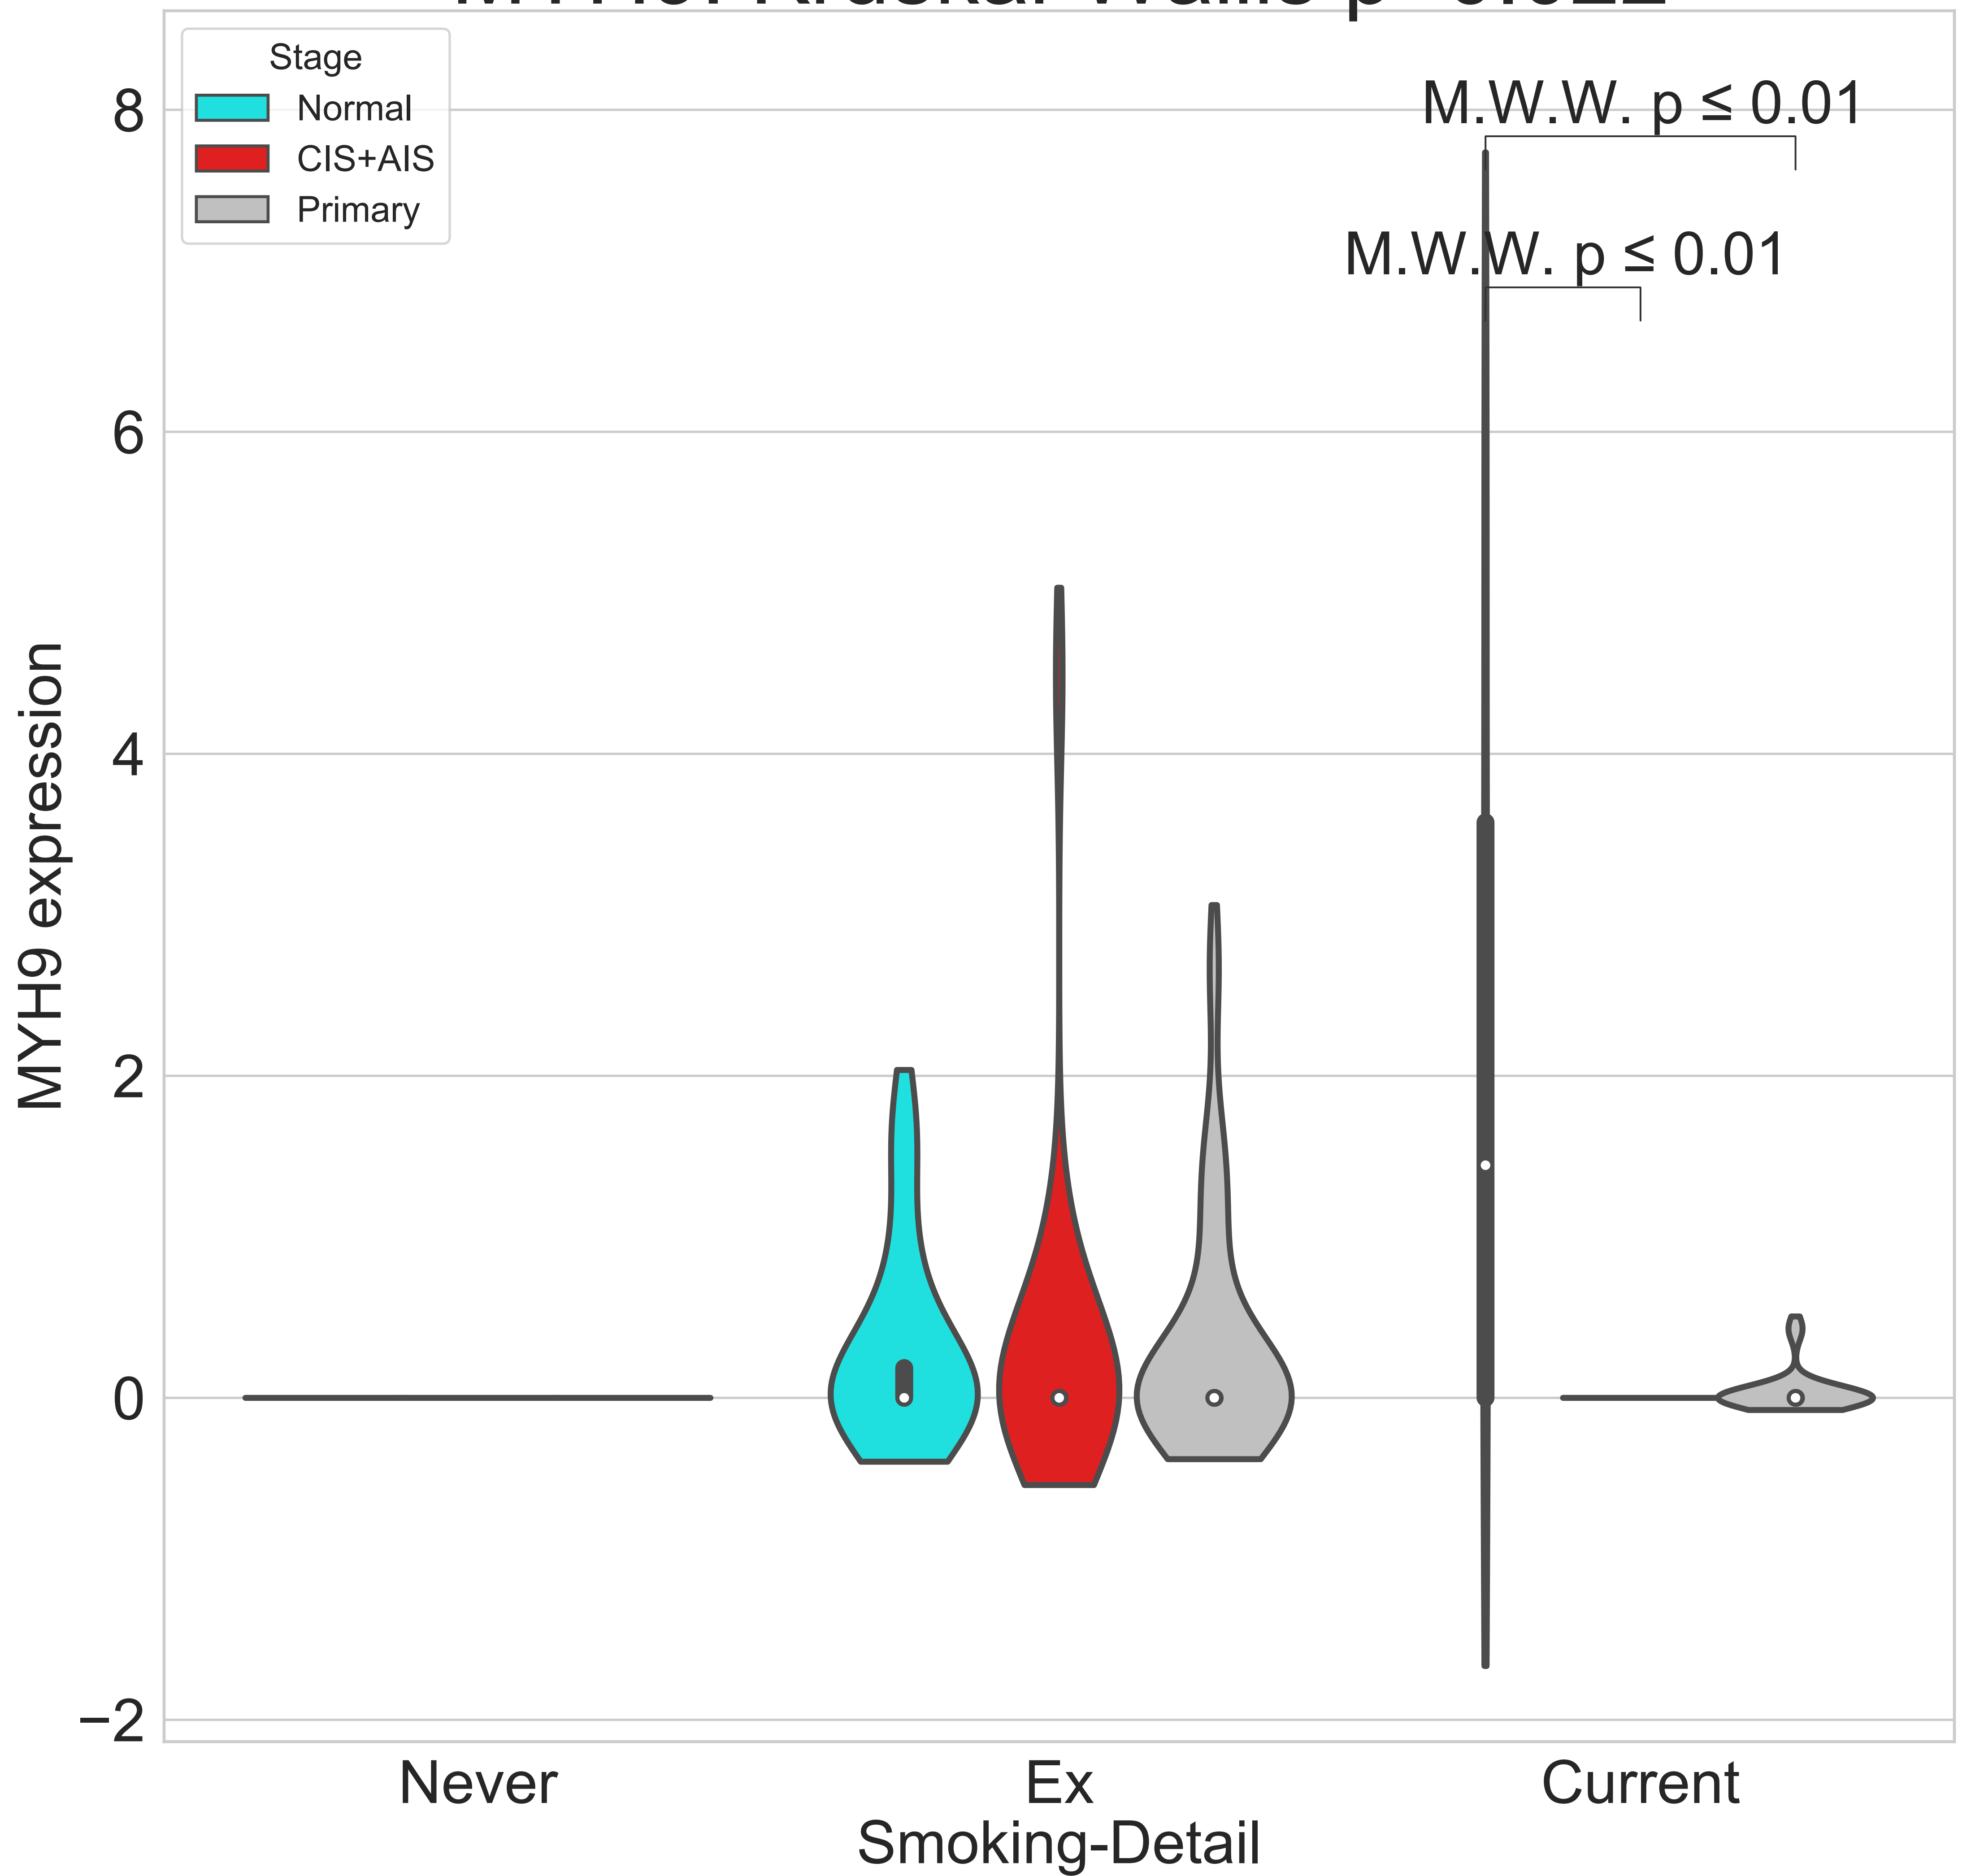 Stage
Normal
CIS+AIS
Primary
M.W.W. p ≤ 0.01
M.W.W. p ≤ 0.01
8
6
4
2
0
−2
MYH9 expression
Never
Ex
Current
Smoking-Detail